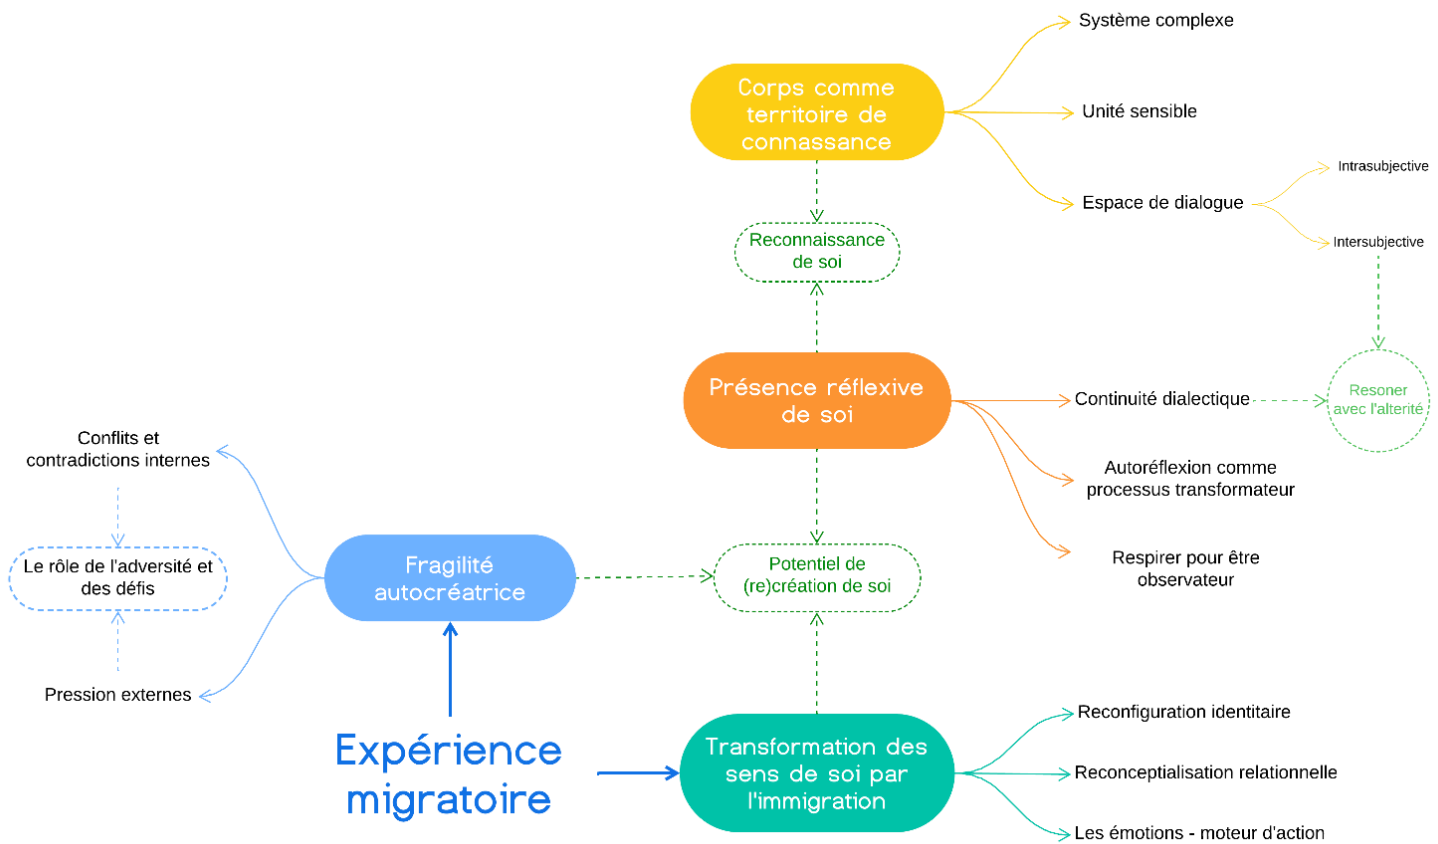 Système complexe
Corps comme
territoire de
connassance
Unité sensible
Espace de dialogue
Intrasubjective
Intersubjective
Reconnaissance
de soi
Présence réflexive
de soi
Continuité dialectique
Resoner
avec l'alterité
Autoréflexion comme
processus transformateur
Respirer pour être
observateur
Conflits et
contradictions internes
Le rôle de l'adversité et
des défis
Pression externes
Fragilité
autocréatrice
Potentiel de
(re)création de soi
Expérience
migratoire
Transformation des
sens de soi par
l'immigration
Reconfiguration identitaire
Reconceptialisation relationnelle
Les émotions - moteur d'action